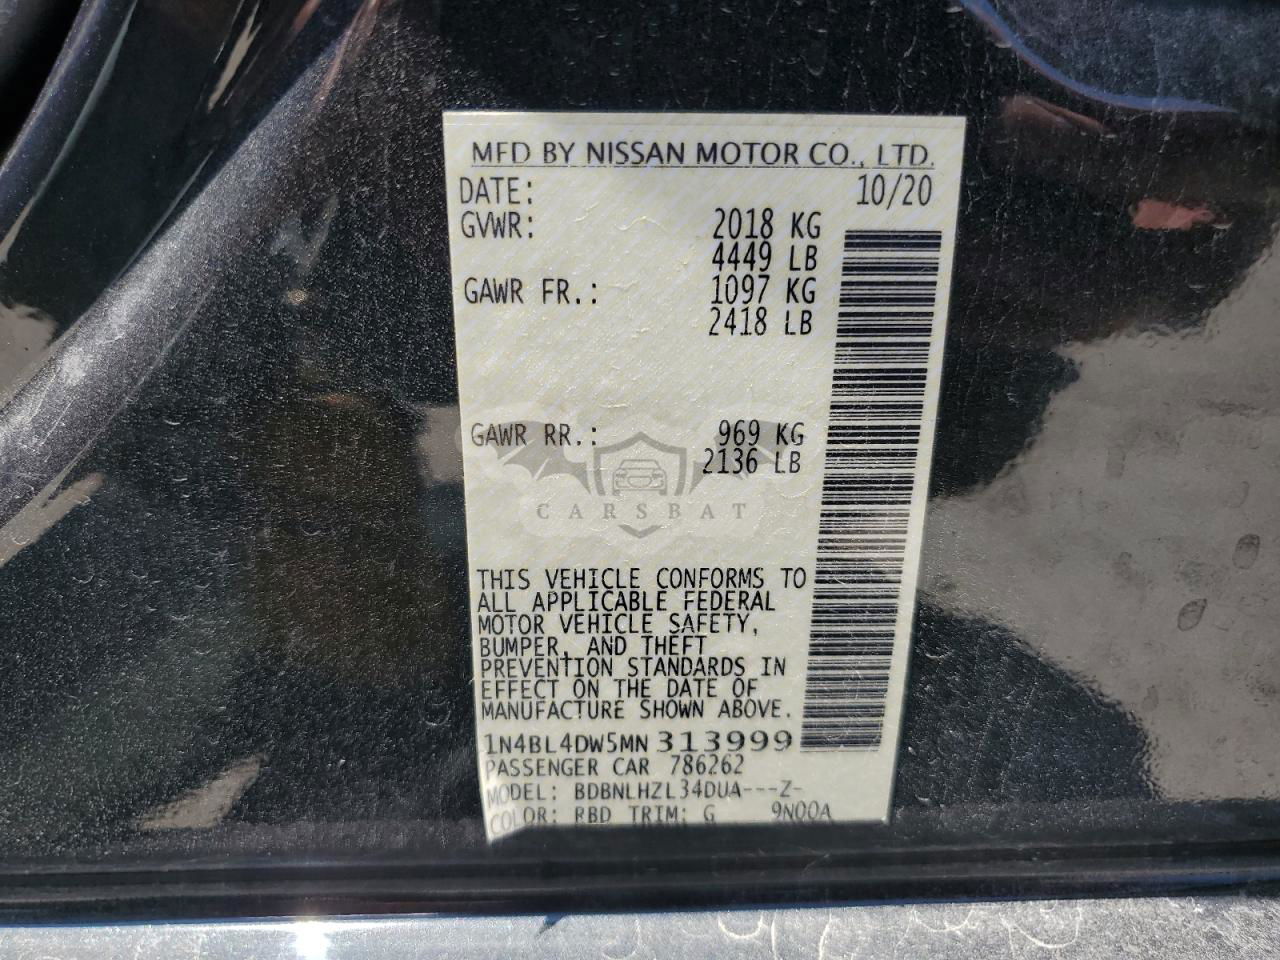 MFD BY NISSAN MOTOR CO., LTD.
DATE: 10/20
GVWR: 2018 KG
4449 LB
GAWR FR.: 1097 KG
2418 LB
GAWR RR.: 969 KG
2136 LB
CARSBAT
THIS VEHICLE CONFORMS TO
ALL APPLICABLE FEDERAL
MOTOR VEHICLE SAFETY,
BUMPER, AND THEFT
PREVENTION STANDARDS IN
EFFECT ON THE DATE OF
MANUFACTURE SHOWN ABOVE.
1N4BL4DW5MN313999
PASSENGER CAR 786262
MODEL: BDBNLHZL34DUA---Z-
COLOR: RBD TRIM: G 9N00A